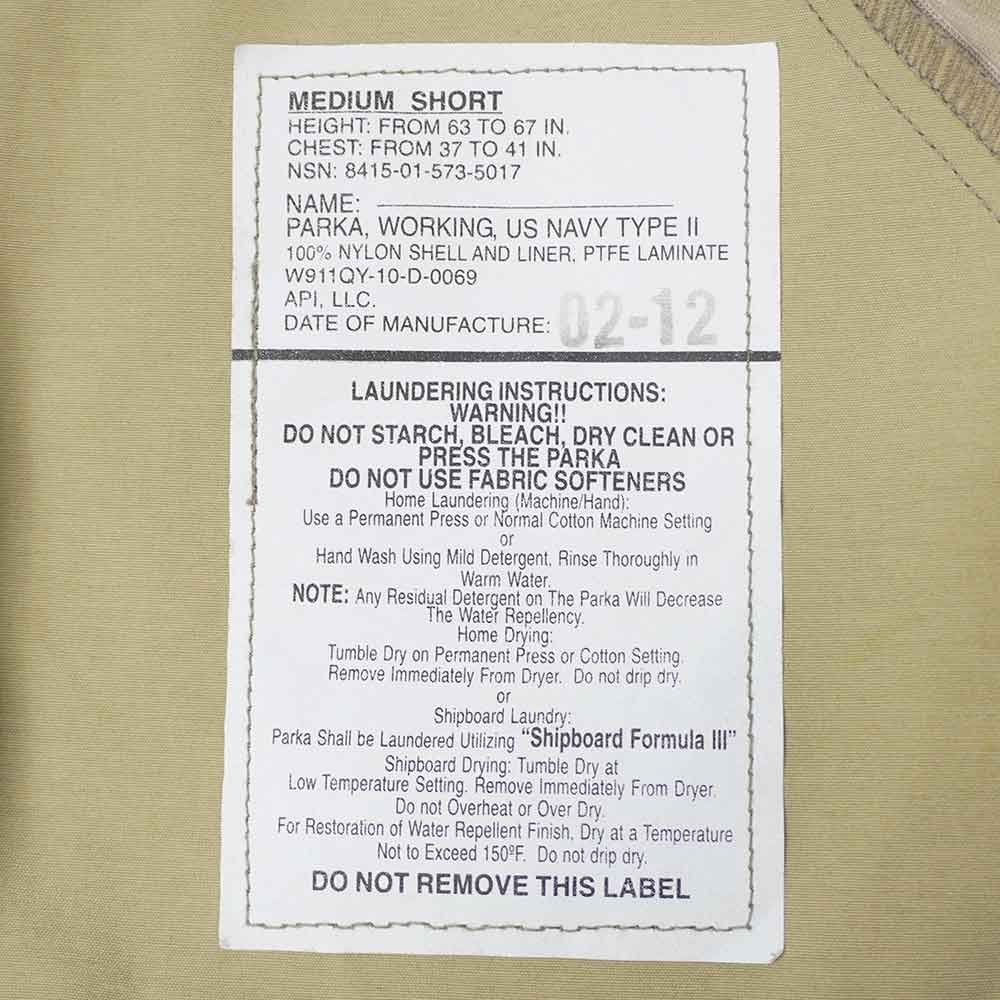 MEDIUM SHORT
HEIGHT: FROM 63 TO 67 IN.
CHEST: FROM 37 TO 41 IN.
NSN: 8415-01-573-5017
NAME:
PARKA, WORKING, US NAVY TYPE II
100% NYLON SHELL AND LINER, PTFE LAMINATE
W911QY-10-D-0069
API, LLC.
DATE OF MANUFACTURE: 02-12
LAUNDERING INSTRUCTIONS:
WARNING!!
DO NOT STARCH, BLEACH, DRY CLEAN OR
PRESS THE PARKA
DO NOT USE FABRIC SOFTENERS
Home Laundering (Machine/Hand):
Use a Permanent Press or Normal Cotton Machine Setting
or
Hand Wash Using Mild Detergent, Rinse Thoroughly in
Warm Water.
NOTE: Any Residual Detergent on The Parka Will Decrease
The Water Repellency.
Home Drying:
Tumble Dry on Permanent Press or Cotton Setting.
Remove Immediately From Dryer. Do not drip dry.
or
Shipboard Laundry:
Parka Shall be Laundered Utilizing "Shipboard Formula III"
Shipboard Drying: Tumble Dry at
Low Temperature Setting. Remove Immediately From Dryer.
Do not Overheat or Over Dry.
For Restoration of Water Repellent Finish, Dry at a Temperature
Not to Exceed 150ºF. Do not drip dry.
DO NOT REMOVE THIS LABEL